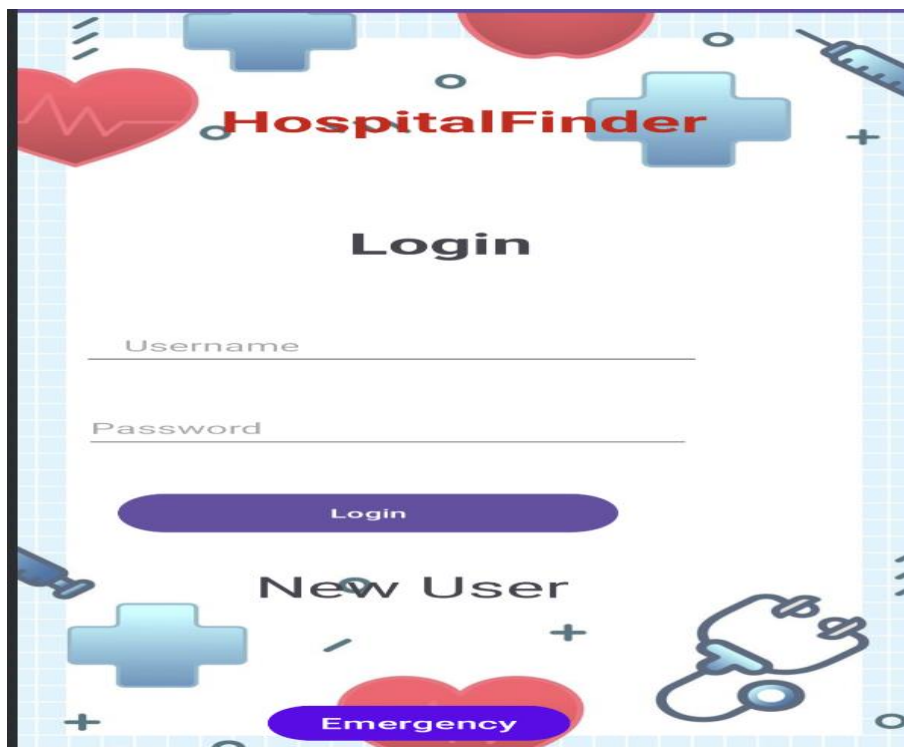 HospitalFinder
Login
Username
Password
Login
New User
Emergency